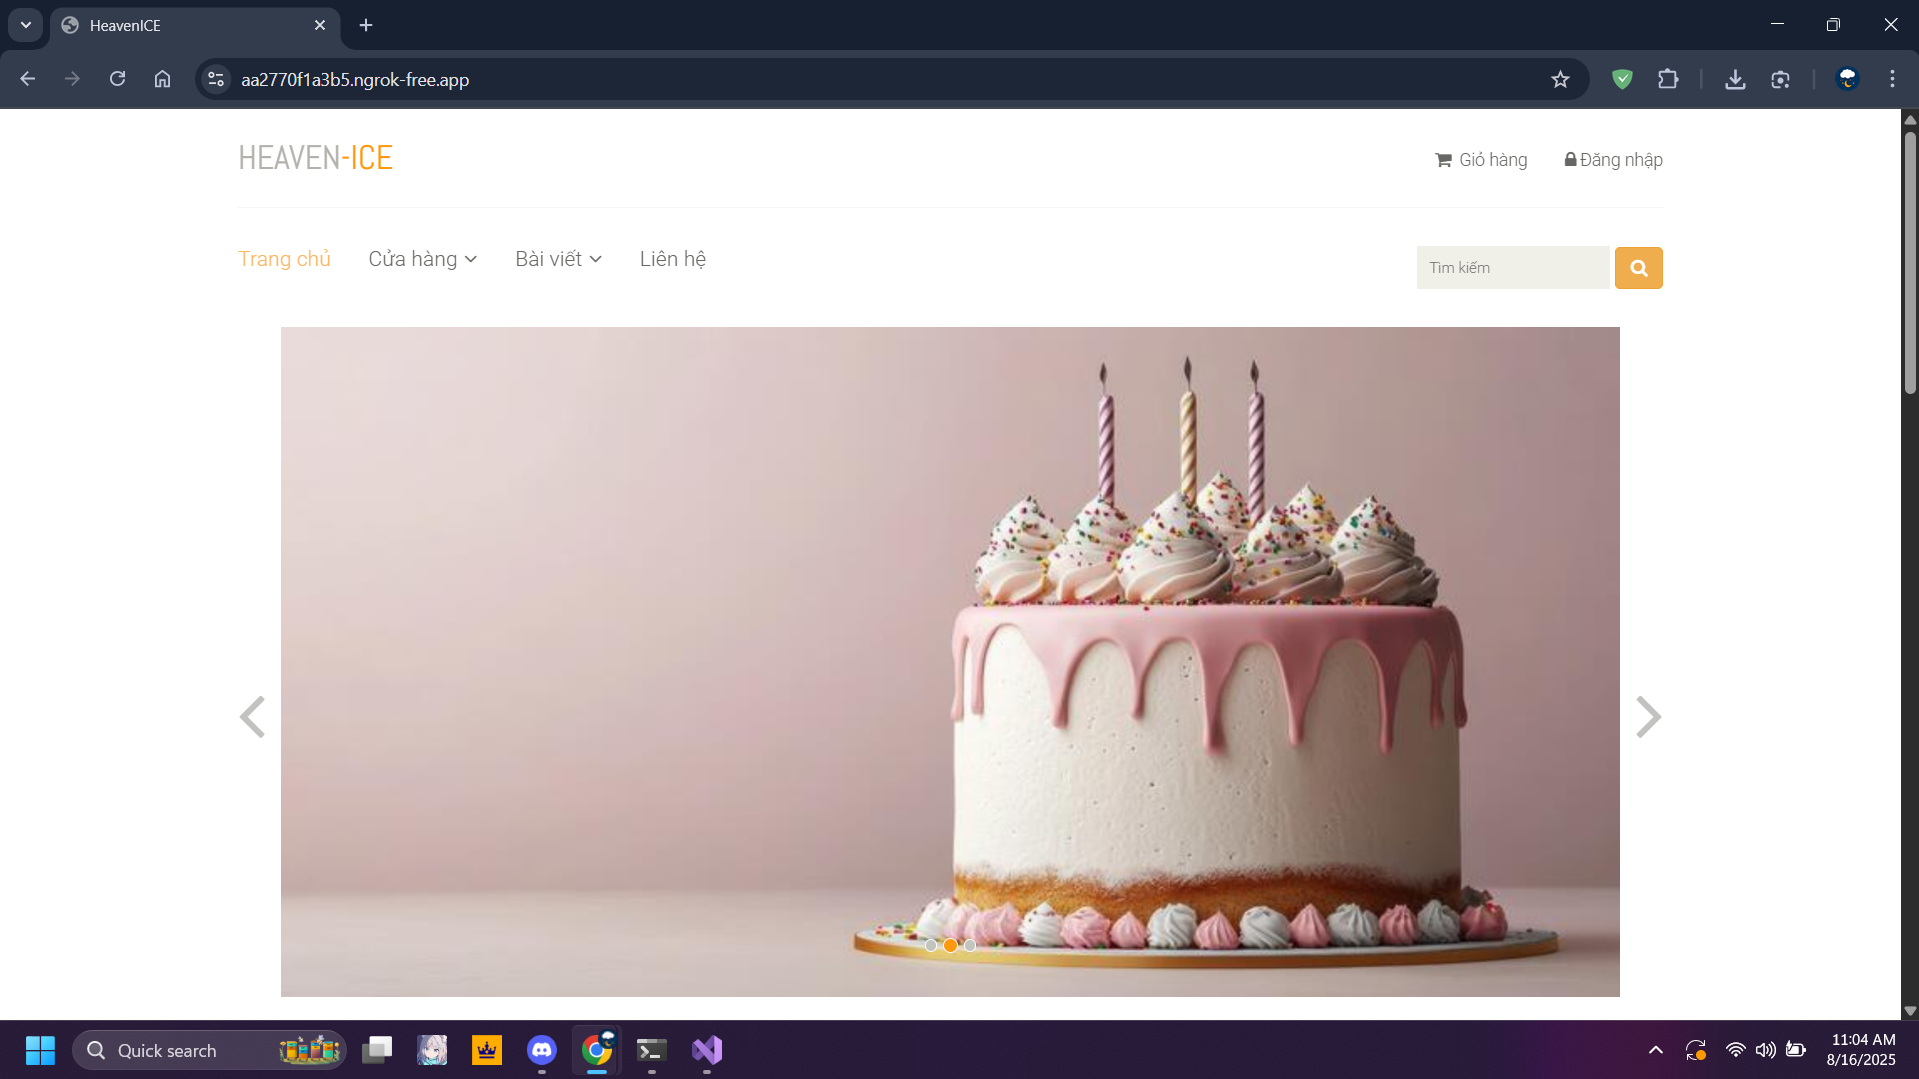 HeavenICE
aa2770f1a3b5.ngrok-free.app
HEAVEN-ICE
Giỏ hàng
Đăng nhập
Trang chủ
Cửa hàng
Bài viết
Liên hệ
Tìm kiếm
Quick search
11:04 AM
8/16/2025